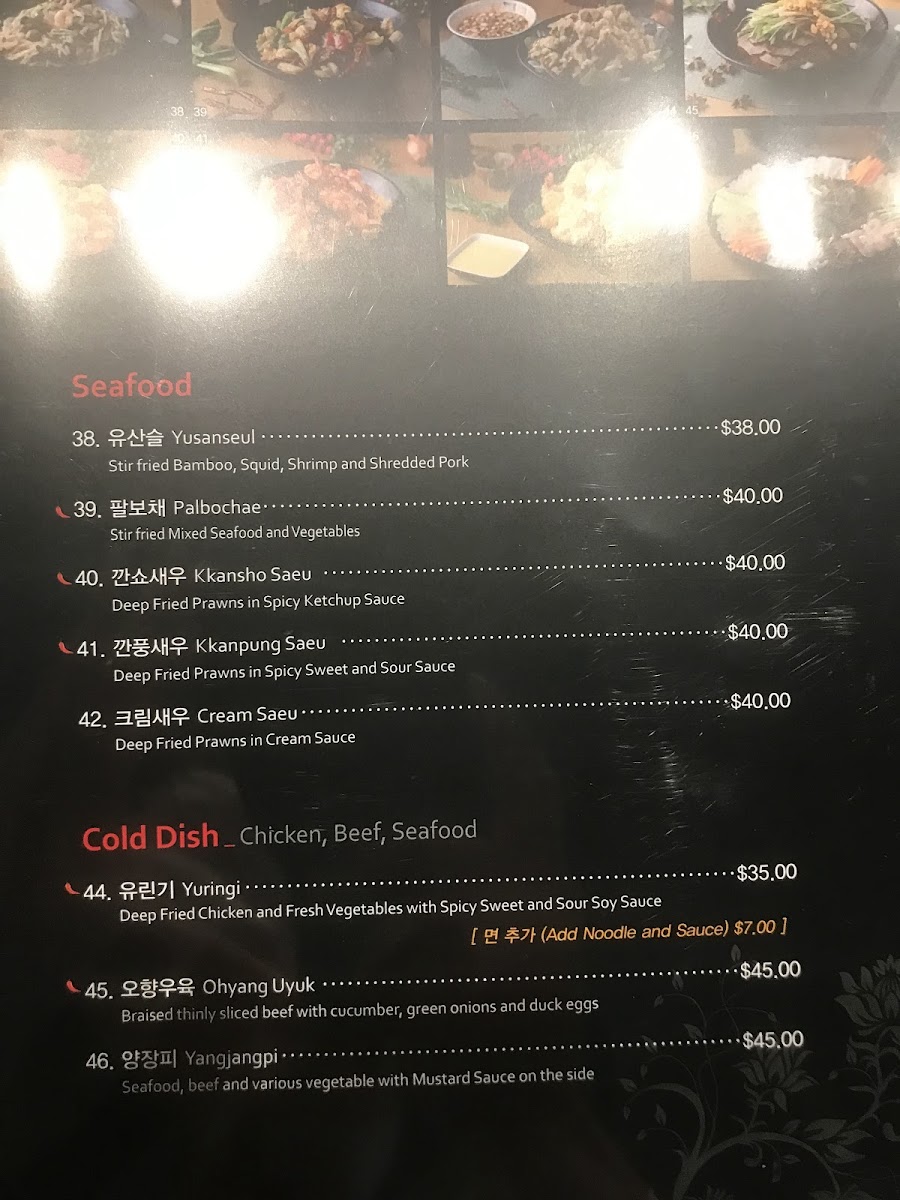 38 39
44 45
Seafood
38. 유산슬 Yusanseul $38.00
Stir fried Bamboo, Squid, Shrimp and Shredded Pork
39. 팔보채 Palbochae $40.00
Stir fried Mixed Seafood and Vegetables
40. 깐쇼새우 Kkansho Saeu $40.00
Deep Fried Prawns in Spicy Ketchup Sauce
41. 깐풍새우 Kkanpung Saeu $40.00
Deep Fried Prawns in Spicy Sweet and Sour Sauce
42. 크림새우 Cream Saeu $40.00
Deep Fried Prawns in Cream Sauce
Cold Dish _ Chicken, Beef, Seafood
44. 유린기 Yuringi $35.00
Deep Fried Chicken and Fresh Vegetables with Spicy Sweet and Sour Soy Sauce
[ 면 추가 (Add Noodle and Sauce) $7.00 ]
45. 오향우육 Ohyang Uyuk $45.00
Braised thinly sliced beef with cucumber, green onions and duck eggs
46. 양장피 Yangjangpi $45.00
Seafood, beef and various vegetable with Mustard Sauce on the side